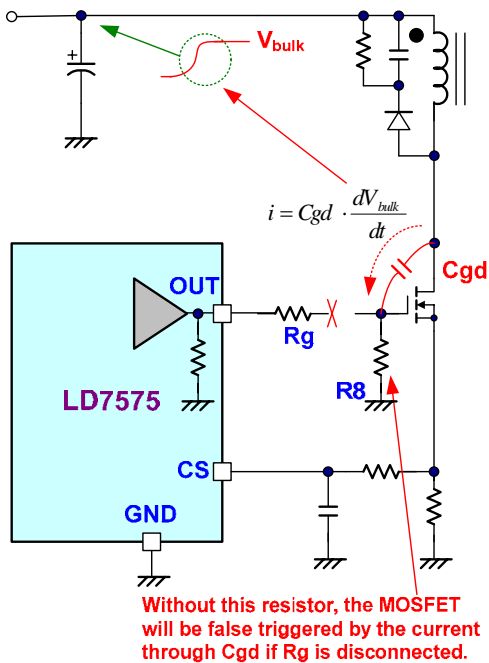 +
Vbulk
i = Cgd · dVbulk
dt
Cgd
OUT
Rg
R8
LD7575
CS
GND
Without this resistor, the MOSFET
will be false triggered by the current
through Cgd if Rg is disconnected.